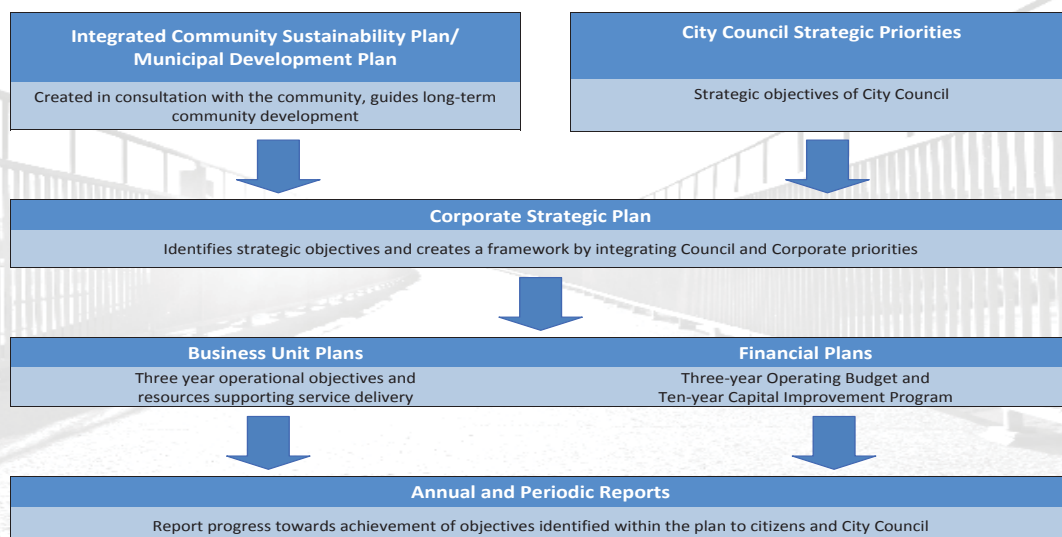 Integrated Community Sustainability Plan/
Municipal Development Plan
Created in consultation with the community, guides long-term
community development
City Council Strategic Priorities
Strategic objectives of City Council
Corporate Strategic Plan
Identifies strategic objectives and creates a framework by integrating Council and Corporate priorities
Business Unit Plans
Three year operational objectives and
resources supporting service delivery
Financial Plans
Three-year Operating Budget and
Ten-year Capital Improvement Program
Annual and Periodic Reports
Report progress towards achievement of objectives identified within the plan to citizens and City Council